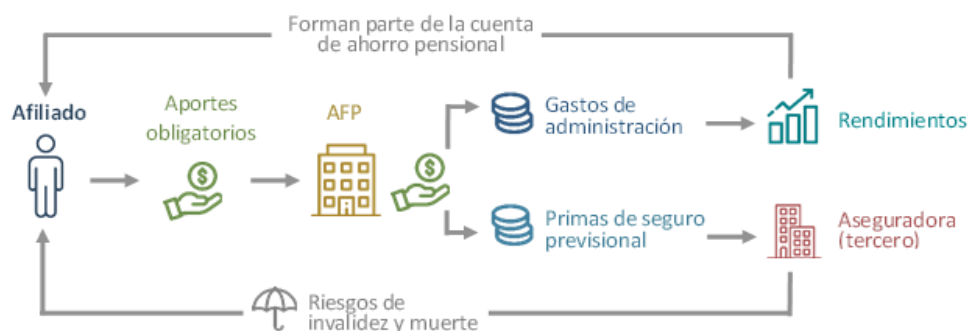 Forman parte de la cuenta
de ahorro pensional
Afiliado
Aportes
obligatorios
AFP
$
$
Gastos de
administración
Rendimientos
Primas de seguro
previsional
Aseguradora
(tercero)
Riesgos de
invalidez y muerte